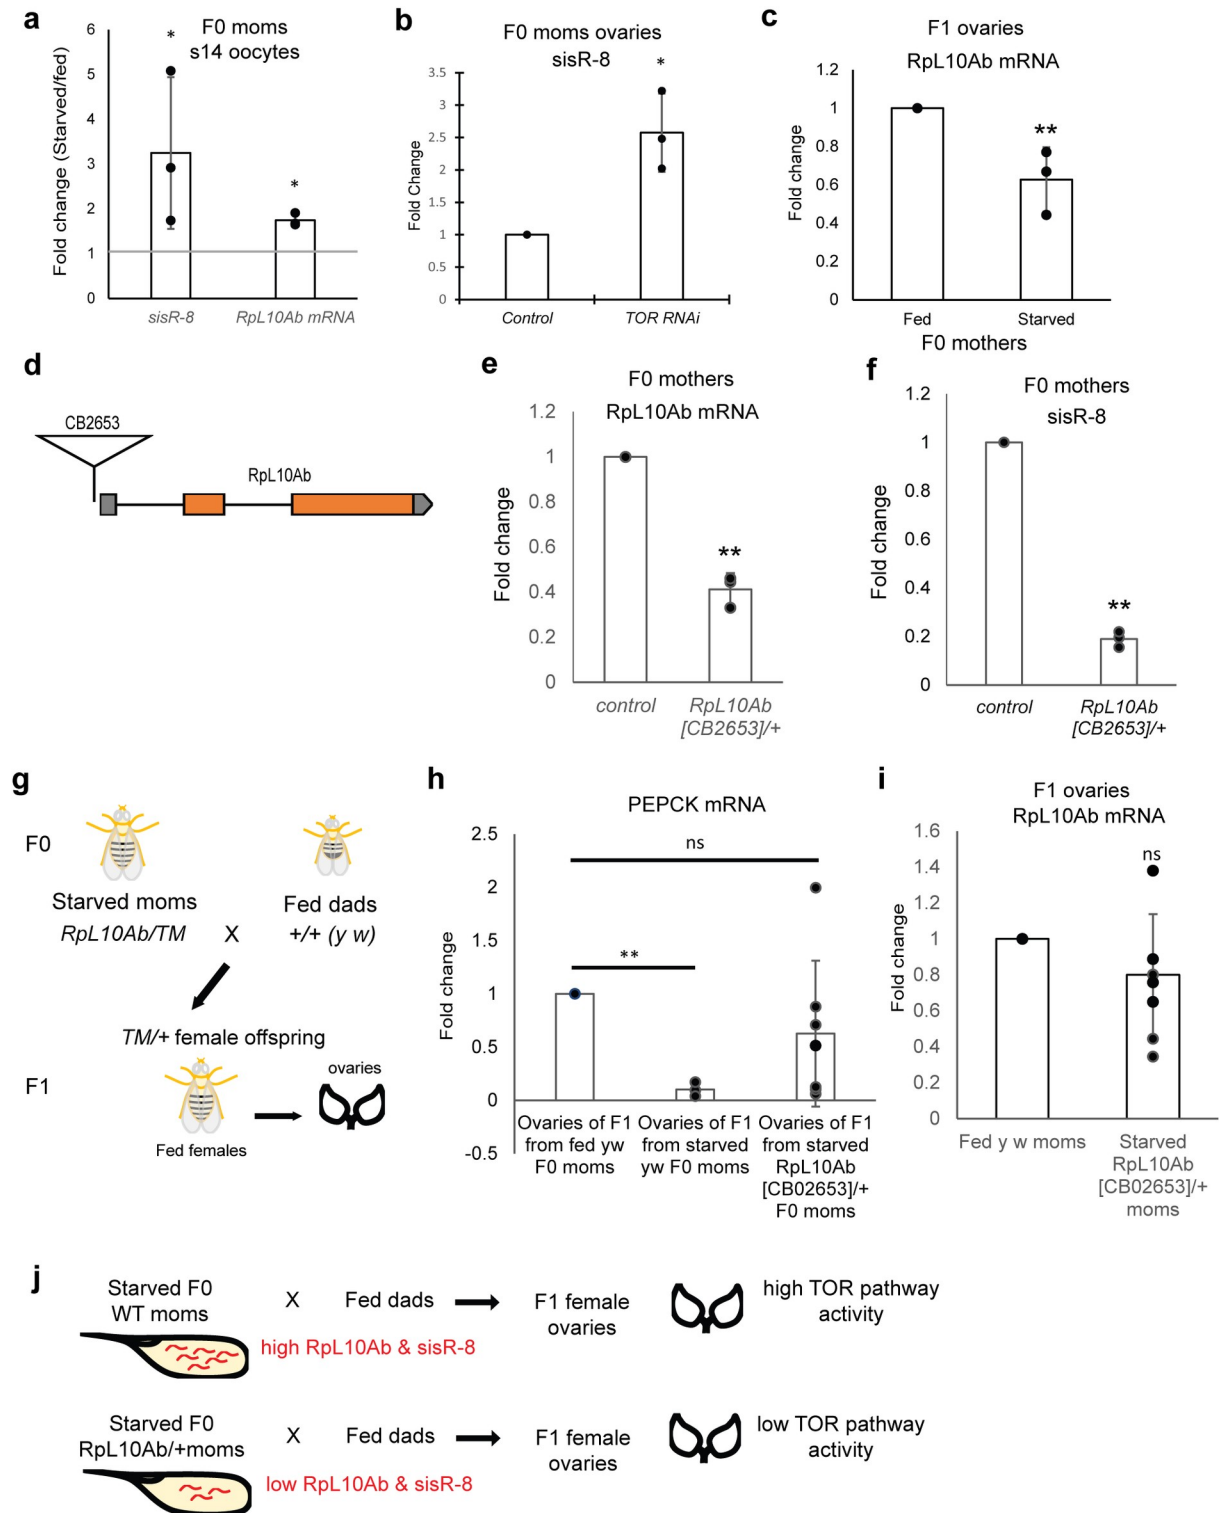 a
F0 moms
s14 oocytes
Fold change (Starved/fed)
6
5
4
3
2
1
0
*
*
sisR-8
RpL10Ab mRNA
b
F0 moms ovaries
sisR-8
Fold Change
3.5
3
2.5
2
1.5
1
0.5
0
*
Control
TOR RNAi
c
F1 ovaries
RpL10Ab mRNA
Fold change
1.2
1
0.8
0.6
0.4
0.2
0
**
Fed
Starved
F0 mothers
d
CB2653
RpL10Ab
e
F0 mothers
RpL10Ab mRNA
Fold change
1.2
1
0.8
0.6
0.4
0.2
0
**
control
RpL10Ab
[CB2653]/+
f
F0 mothers
sisR-8
Fold change
1.2
1
0.8
0.6
0.4
0.2
0
**
control
RpL10Ab
[CB2653]/+
g
F0
Starved moms
RpL10Ab/TM
X
Fed dads
+/+ (y w)
TM/+ female offspring
F1
ovaries
Fed females
h
PEPCK mRNA
Fold change
2.5
2
1.5
1
0.5
0
-0.5
ns
**
Ovaries of F1
from fed yw
F0 moms
Ovaries of F1
from starved
yw F0 moms
Ovaries of F1
from starved
RpL10Ab
[CB02653]/+
F0 moms
i
F1 ovaries
RpL10Ab mRNA
Fold change
1.6
1.4
1.2
1
0.8
0.6
0.4
0.2
0
ns
Fed y w moms
Starved
RpL10Ab
[CB02653]/+
moms
j
Starved F0
WT moms
X
Fed dads
high RpL10Ab & sisR-8
F1 female
ovaries
high TOR pathway
activity
Starved F0
RpL10Ab/+moms
X
Fed dads
low RpL10Ab & sisR-8
F1 female
ovaries
low TOR pathway
activity